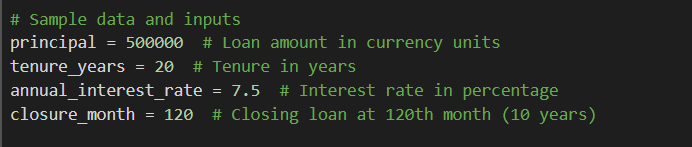 # Sample data and inputs
principal = 500000  # Loan amount in currency units
tenure_years = 20  # Tenure in years
annual_interest_rate = 7.5  # Interest rate in percentage
closure_month = 120  # Closing loan at 120th month (10 years)